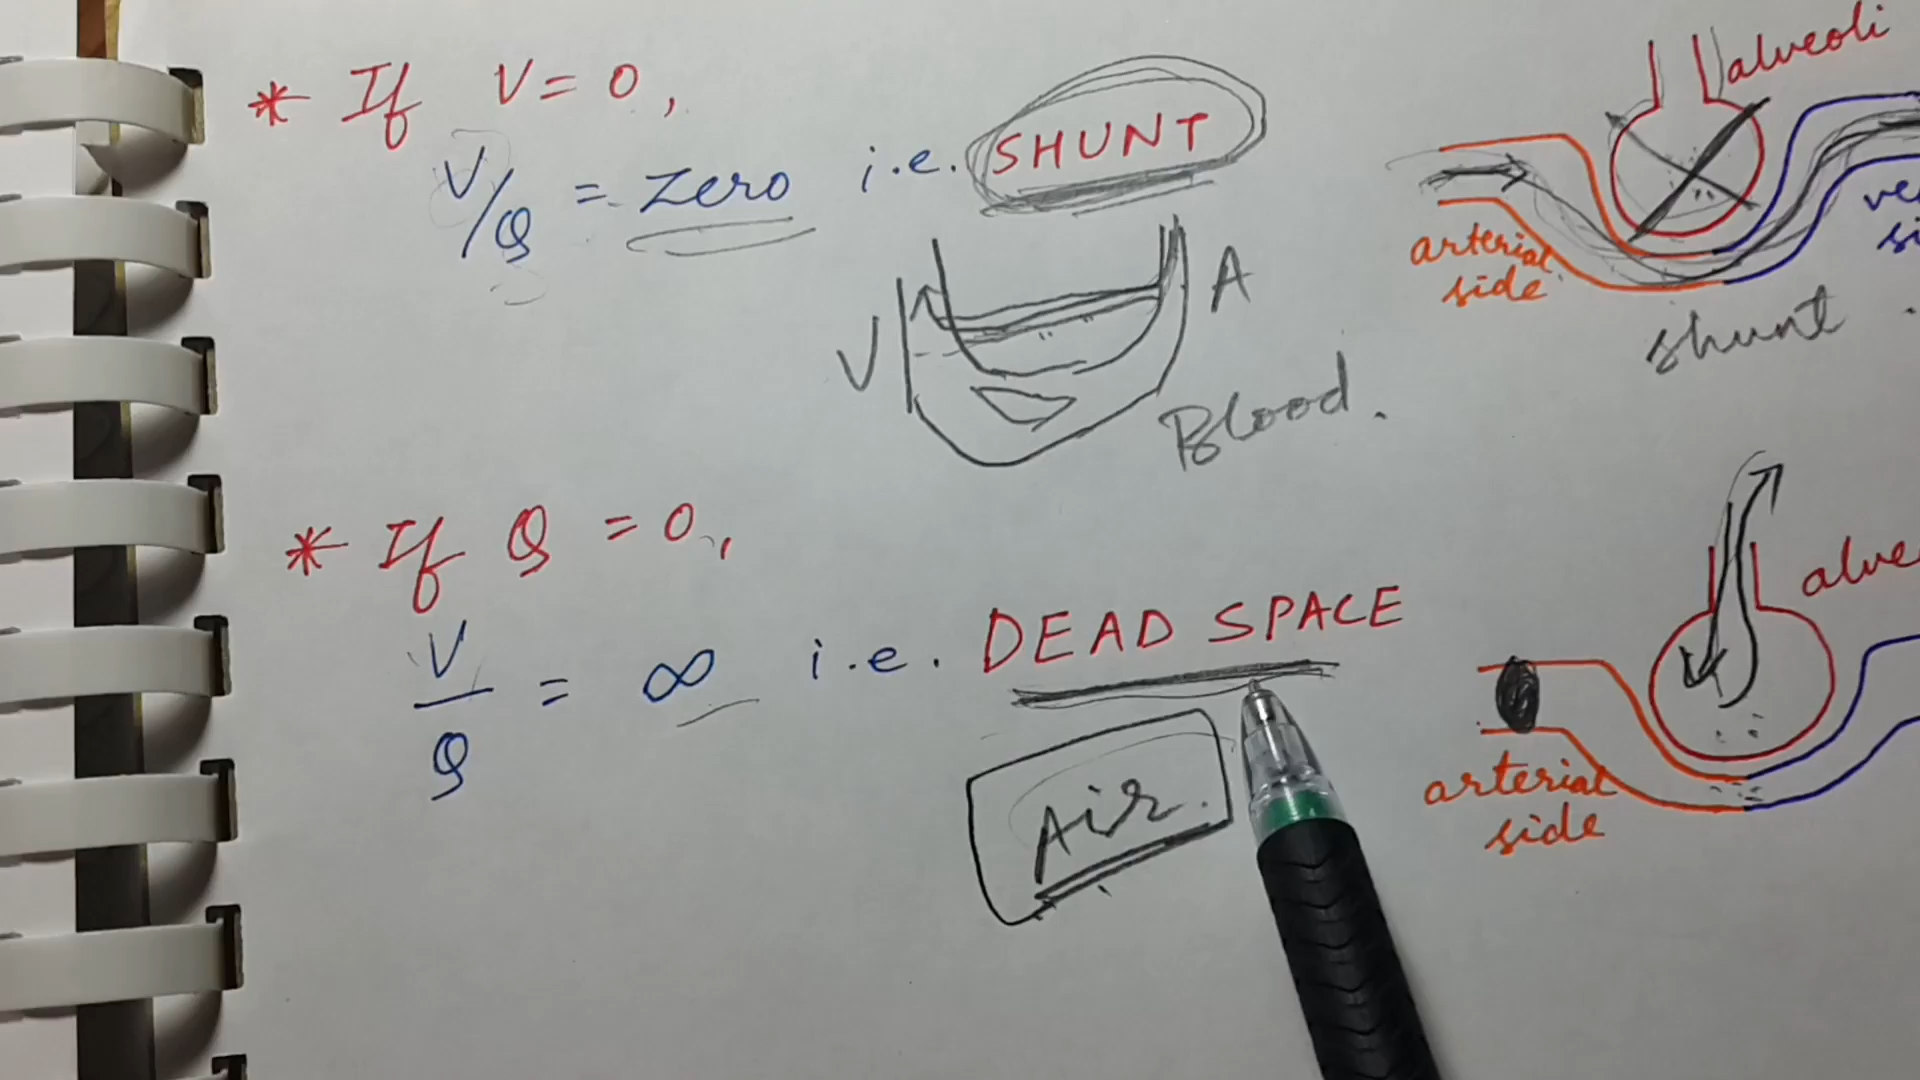 * If V = 0,
V/Q = Zero i.e. SHUNT
V A
Blood.
* If Q = 0,
V/Q = ∞ i.e. DEAD SPACE
Air.
alveoli
arterial
side
shunt.
arterial
side